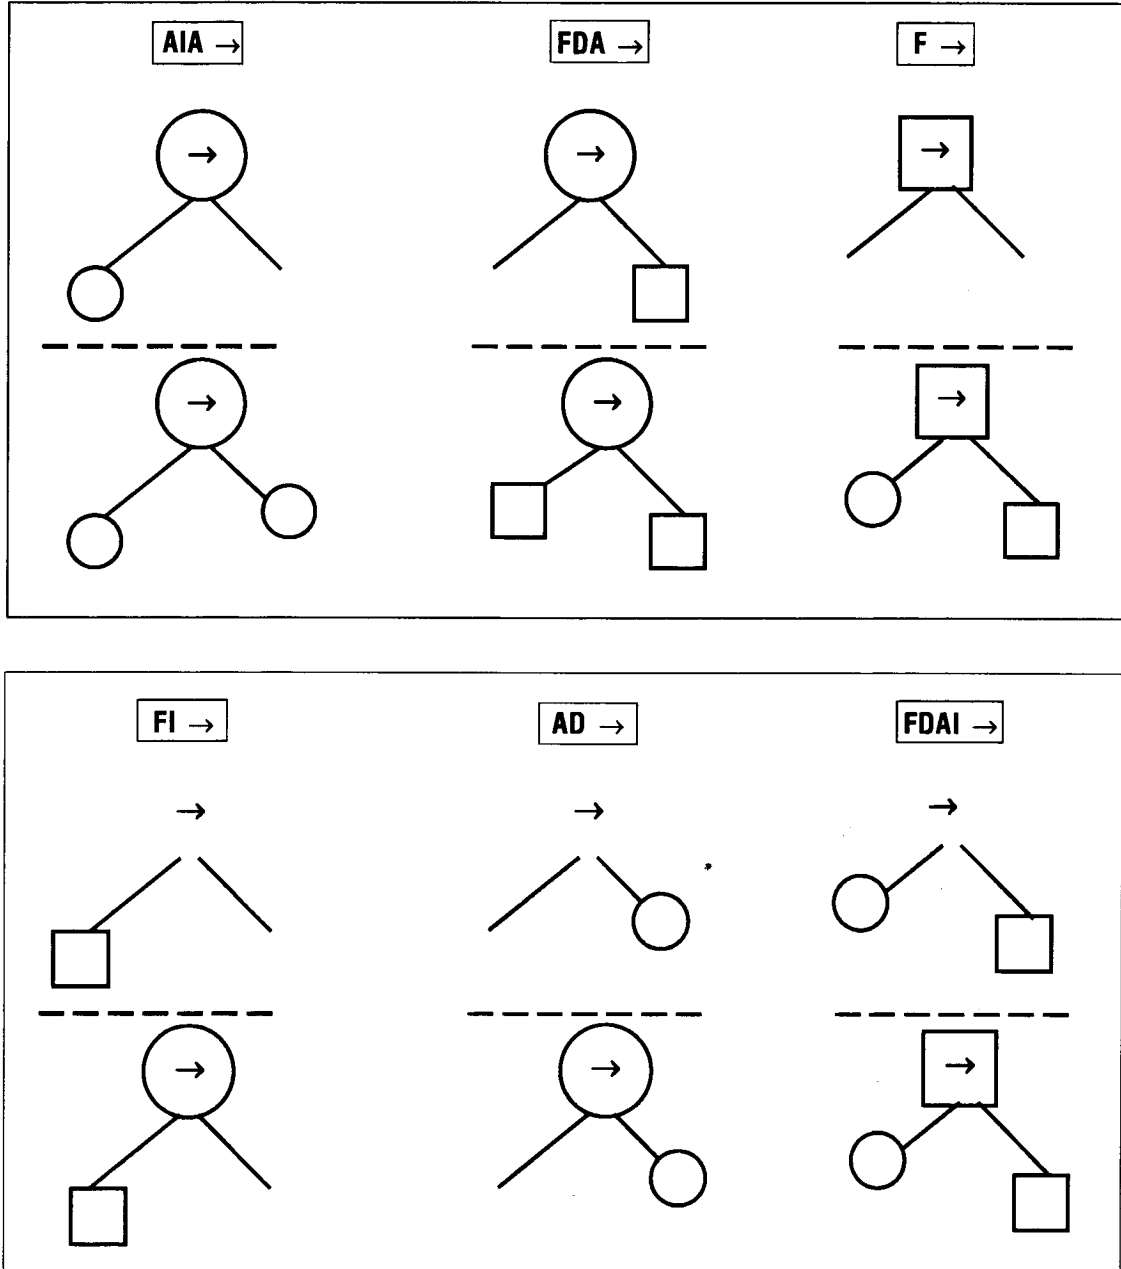 AIA → FDA → F →
→ → →
→ → →
FI → AD → FDAI →
→ → →
→ → →